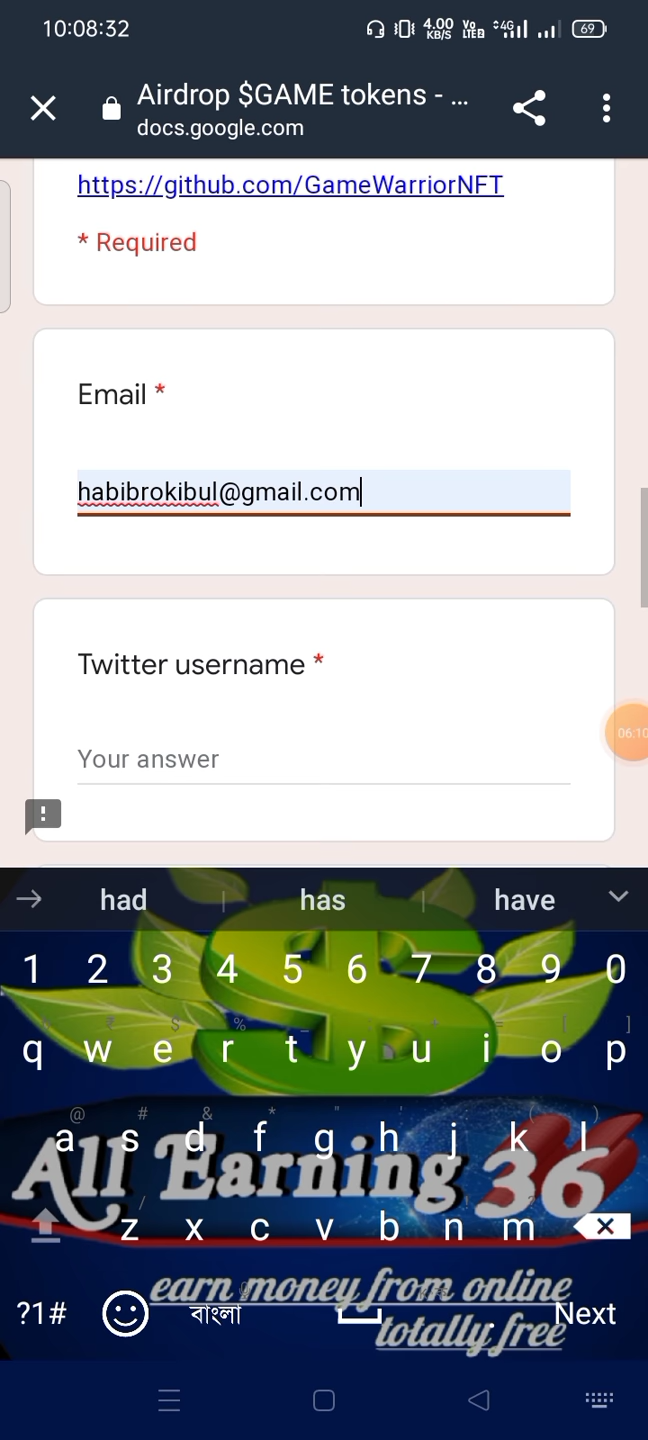 10:08:32 4.00 KB/S Vo LTE2 4G 69
Airdrop $GAME tokens - ...
docs.google.com
https://github.com/GameWarriorNFT
* Required
Email *
habibrokibul@gmail.com
Twitter username *
06:10
Your answer
!
had has have
1 2 3 4 5 6 7 8 9 0
q w e r t y u i o p
a s d f g h j k l
All Earning 36
z x c v b n m
earn money from online
?1# বাংলা . Next
totally free